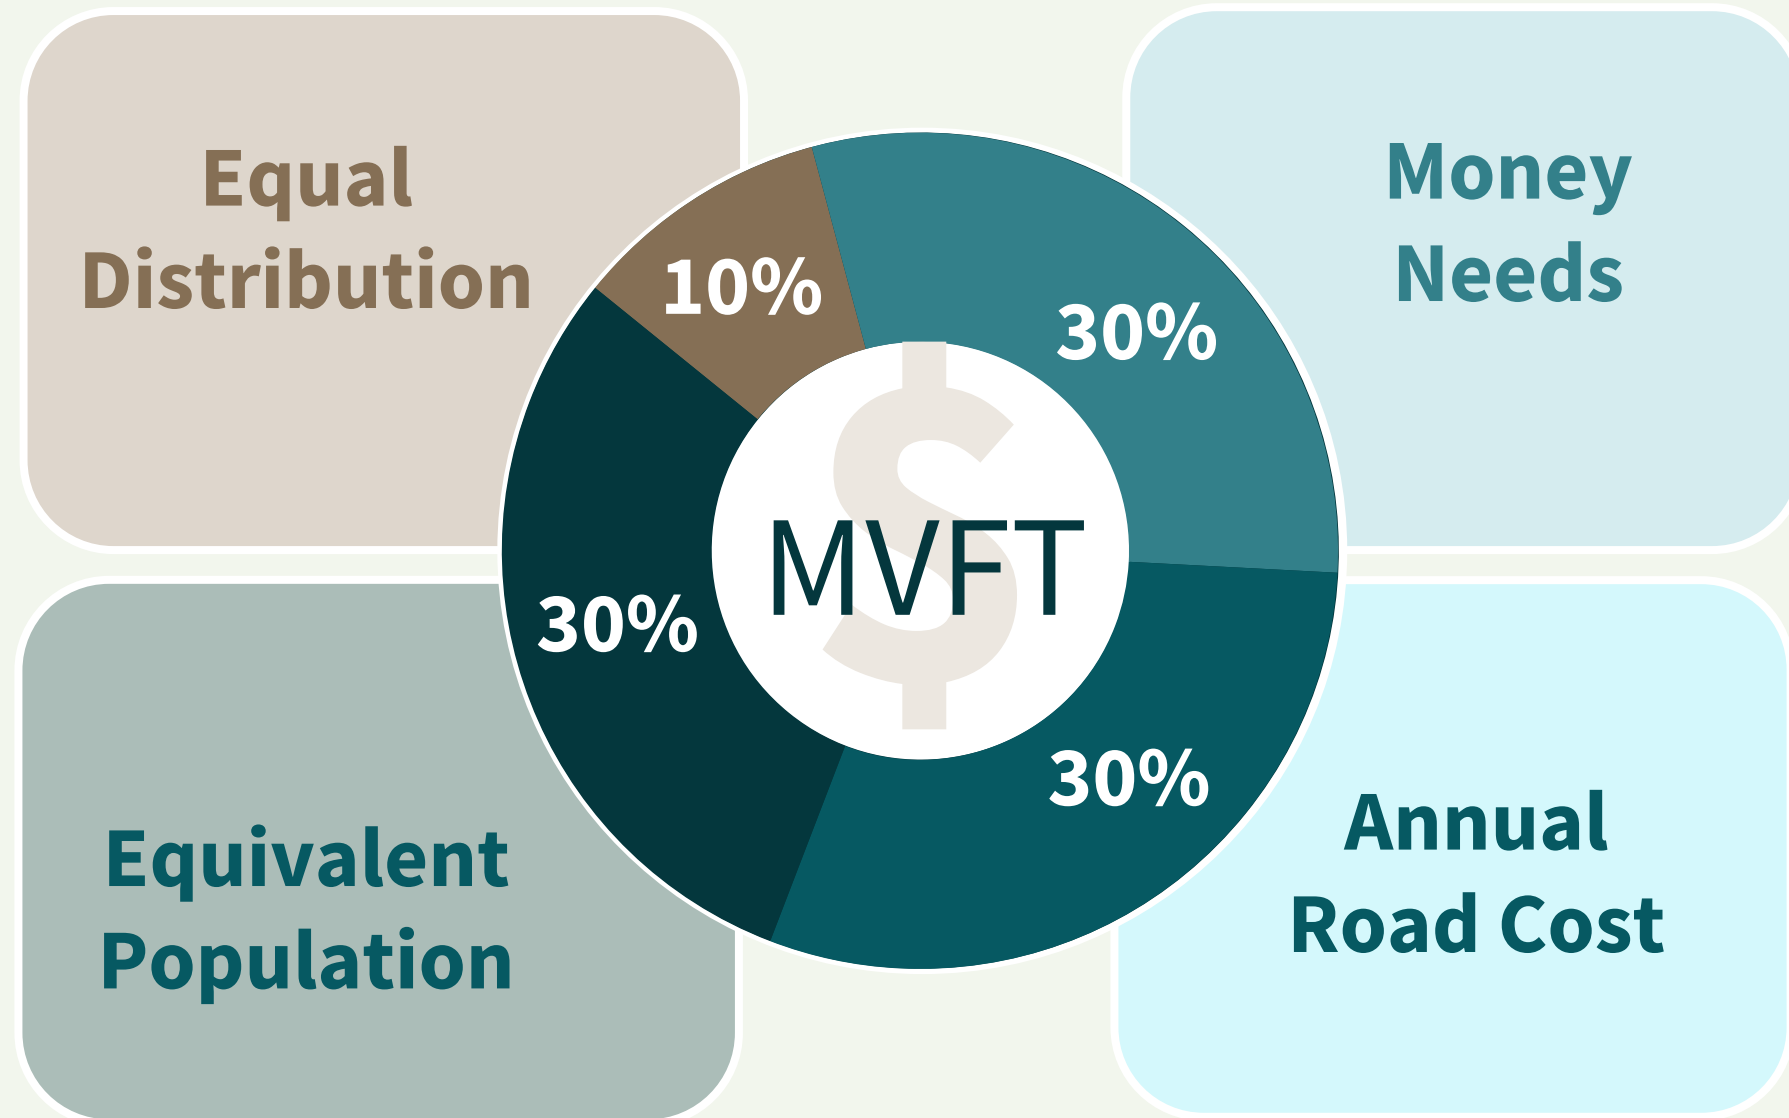 Equal
Distribution
10%
Money
Needs
30%
$
MVFT
30%
Equivalent
Population
30%
Annual
Road Cost